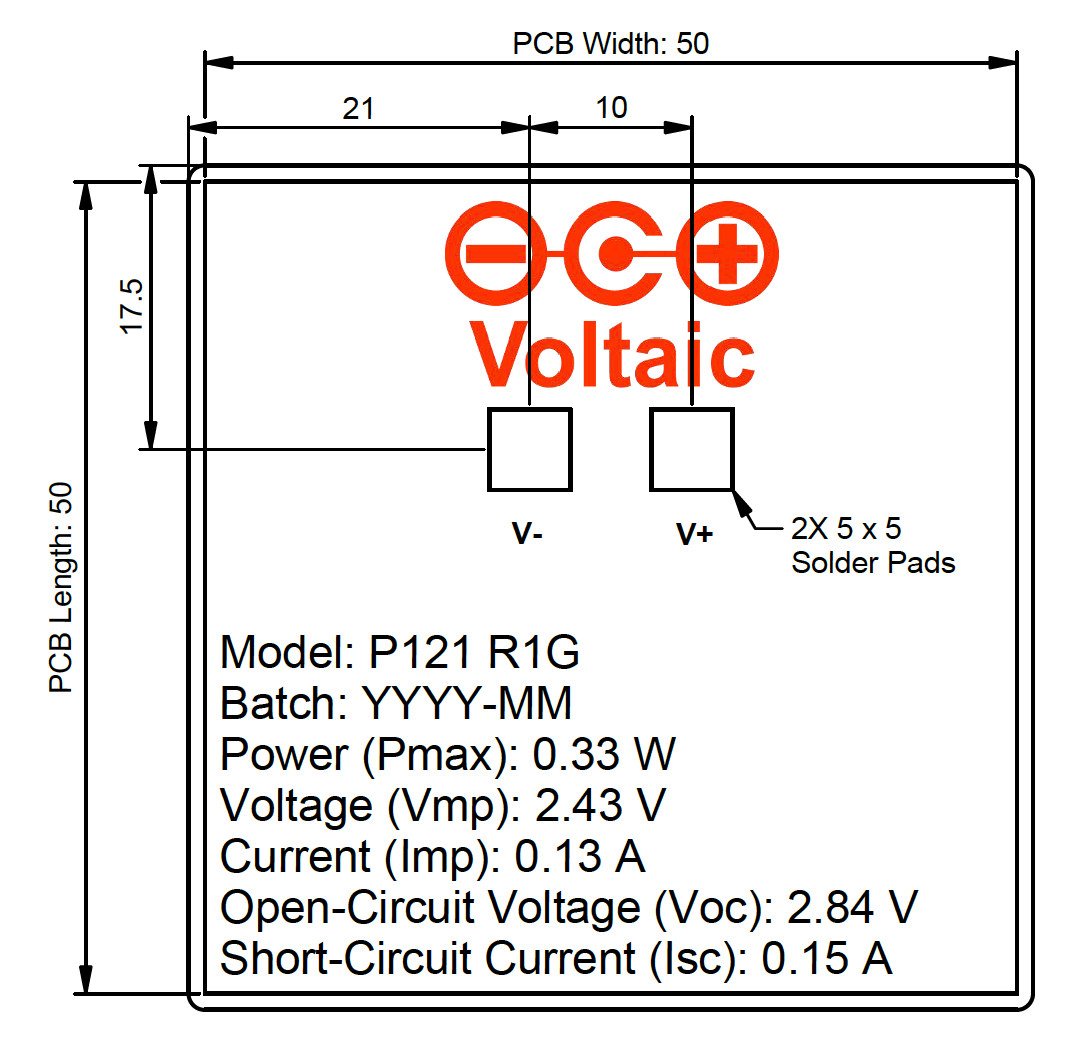 PCB Width: 50
21
10
17.5
PCB Length: 50
Voltaic
V-
V+
2X 5 x 5
Solder Pads
Model: P121 R1G
Batch: YYYY-MM
Power (Pmax): 0.33 W
Voltage (Vmp): 2.43 V
Current (Imp): 0.13 A
Open-Circuit Voltage (Voc): 2.84 V
Short-Circuit Current (Isc): 0.15 A